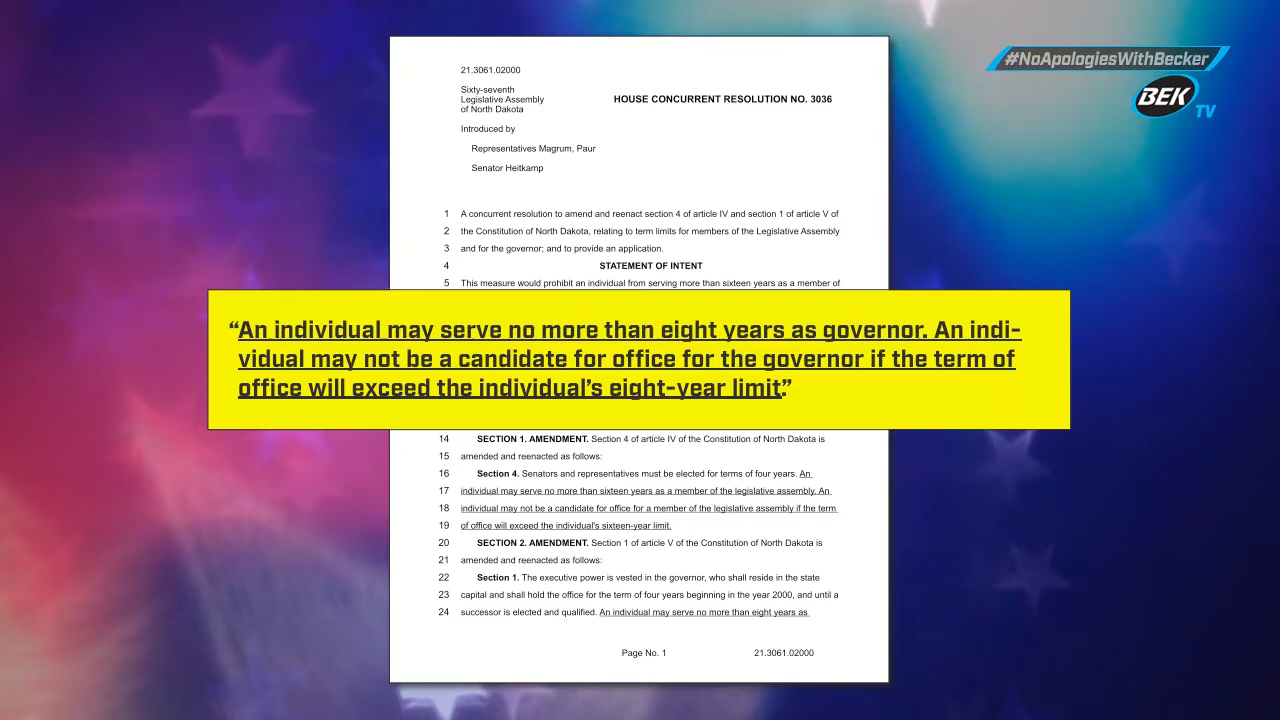 #NoApologiesWithBecker
BEK TV
21.3061.02000
Sixty-seventh
Legislative Assembly
of North Dakota
HOUSE CONCURRENT RESOLUTION NO. 3036
Introduced by
Representatives Magrum, Paur
Senator Heitkamp
1 A concurrent resolution to amend and reenact section 4 of article IV and section 1 of article V of
2 the Constitution of North Dakota, relating to term limits for members of the Legislative Assembly
3 and for the governor; and to provide an application.
4 STATEMENT OF INTENT
5 This measure would prohibit an individual from serving more than sixteen years as a member of
“An individual may serve no more than eight years as governor. An indi-
vidual may not be a candidate for office for the governor if the term of
office will exceed the individual’s eight-year limit.”
14 SECTION 1. AMENDMENT. Section 4 of article IV of the Constitution of North Dakota is
15 amended and reenacted as follows:
16 Section 4. Senators and representatives must be elected for terms of four years. An
17 individual may serve no more than sixteen years as a member of the legislative assembly. An
18 individual may not be a candidate for office for a member of the legislative assembly if the term
19 of office will exceed the individual's sixteen-year limit.
20 SECTION 2. AMENDMENT. Section 1 of article V of the Constitution of North Dakota is
21 amended and reenacted as follows:
22 Section 1. The executive power is vested in the governor, who shall reside in the state
23 capital and shall hold the office for the term of four years beginning in the year 2000, and until a
24 successor is elected and qualified. An individual may serve no more than eight years as
Page No. 1 21.3061.02000